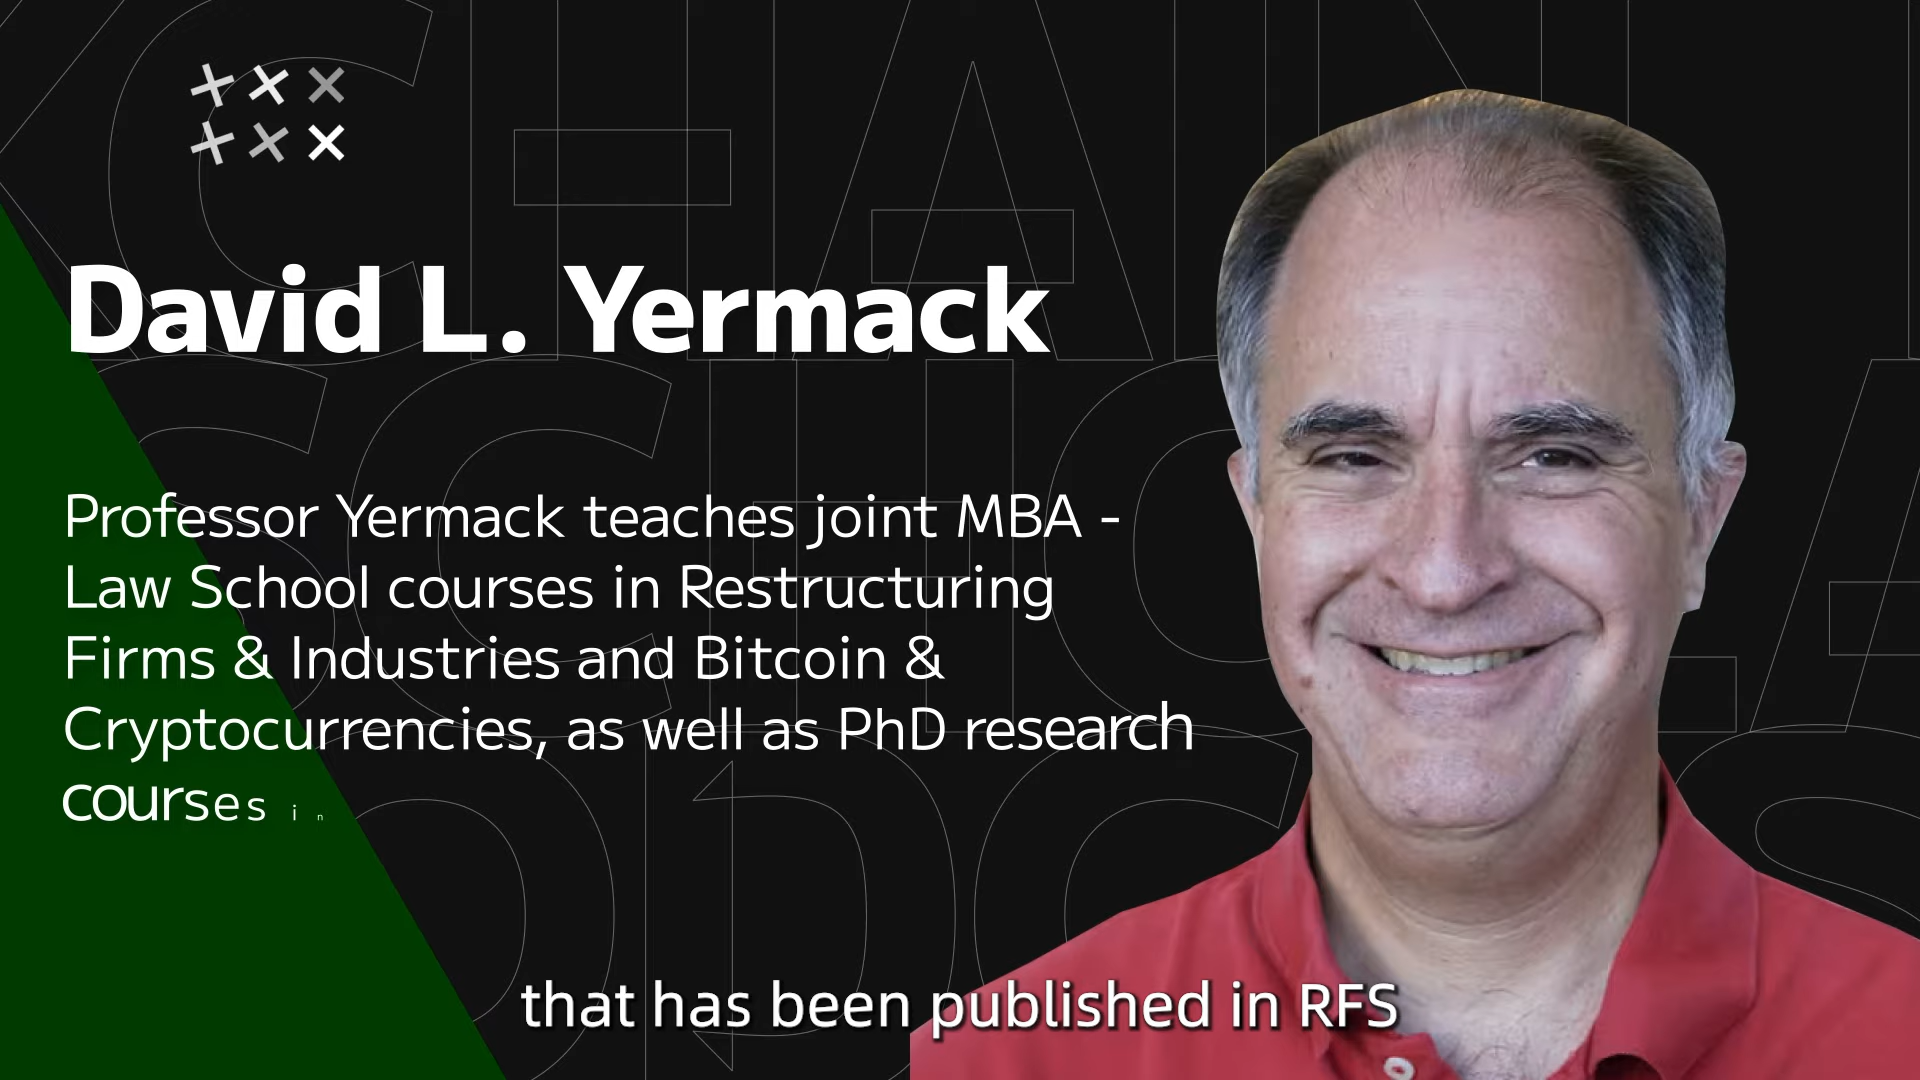 David L. Yermack
Professor Yermack teaches joint MBA -
Law School courses in Restructuring
Firms & Industries and Bitcoin &
Cryptocurrencies, as well as PhD research
courses in
that has been published in RFS